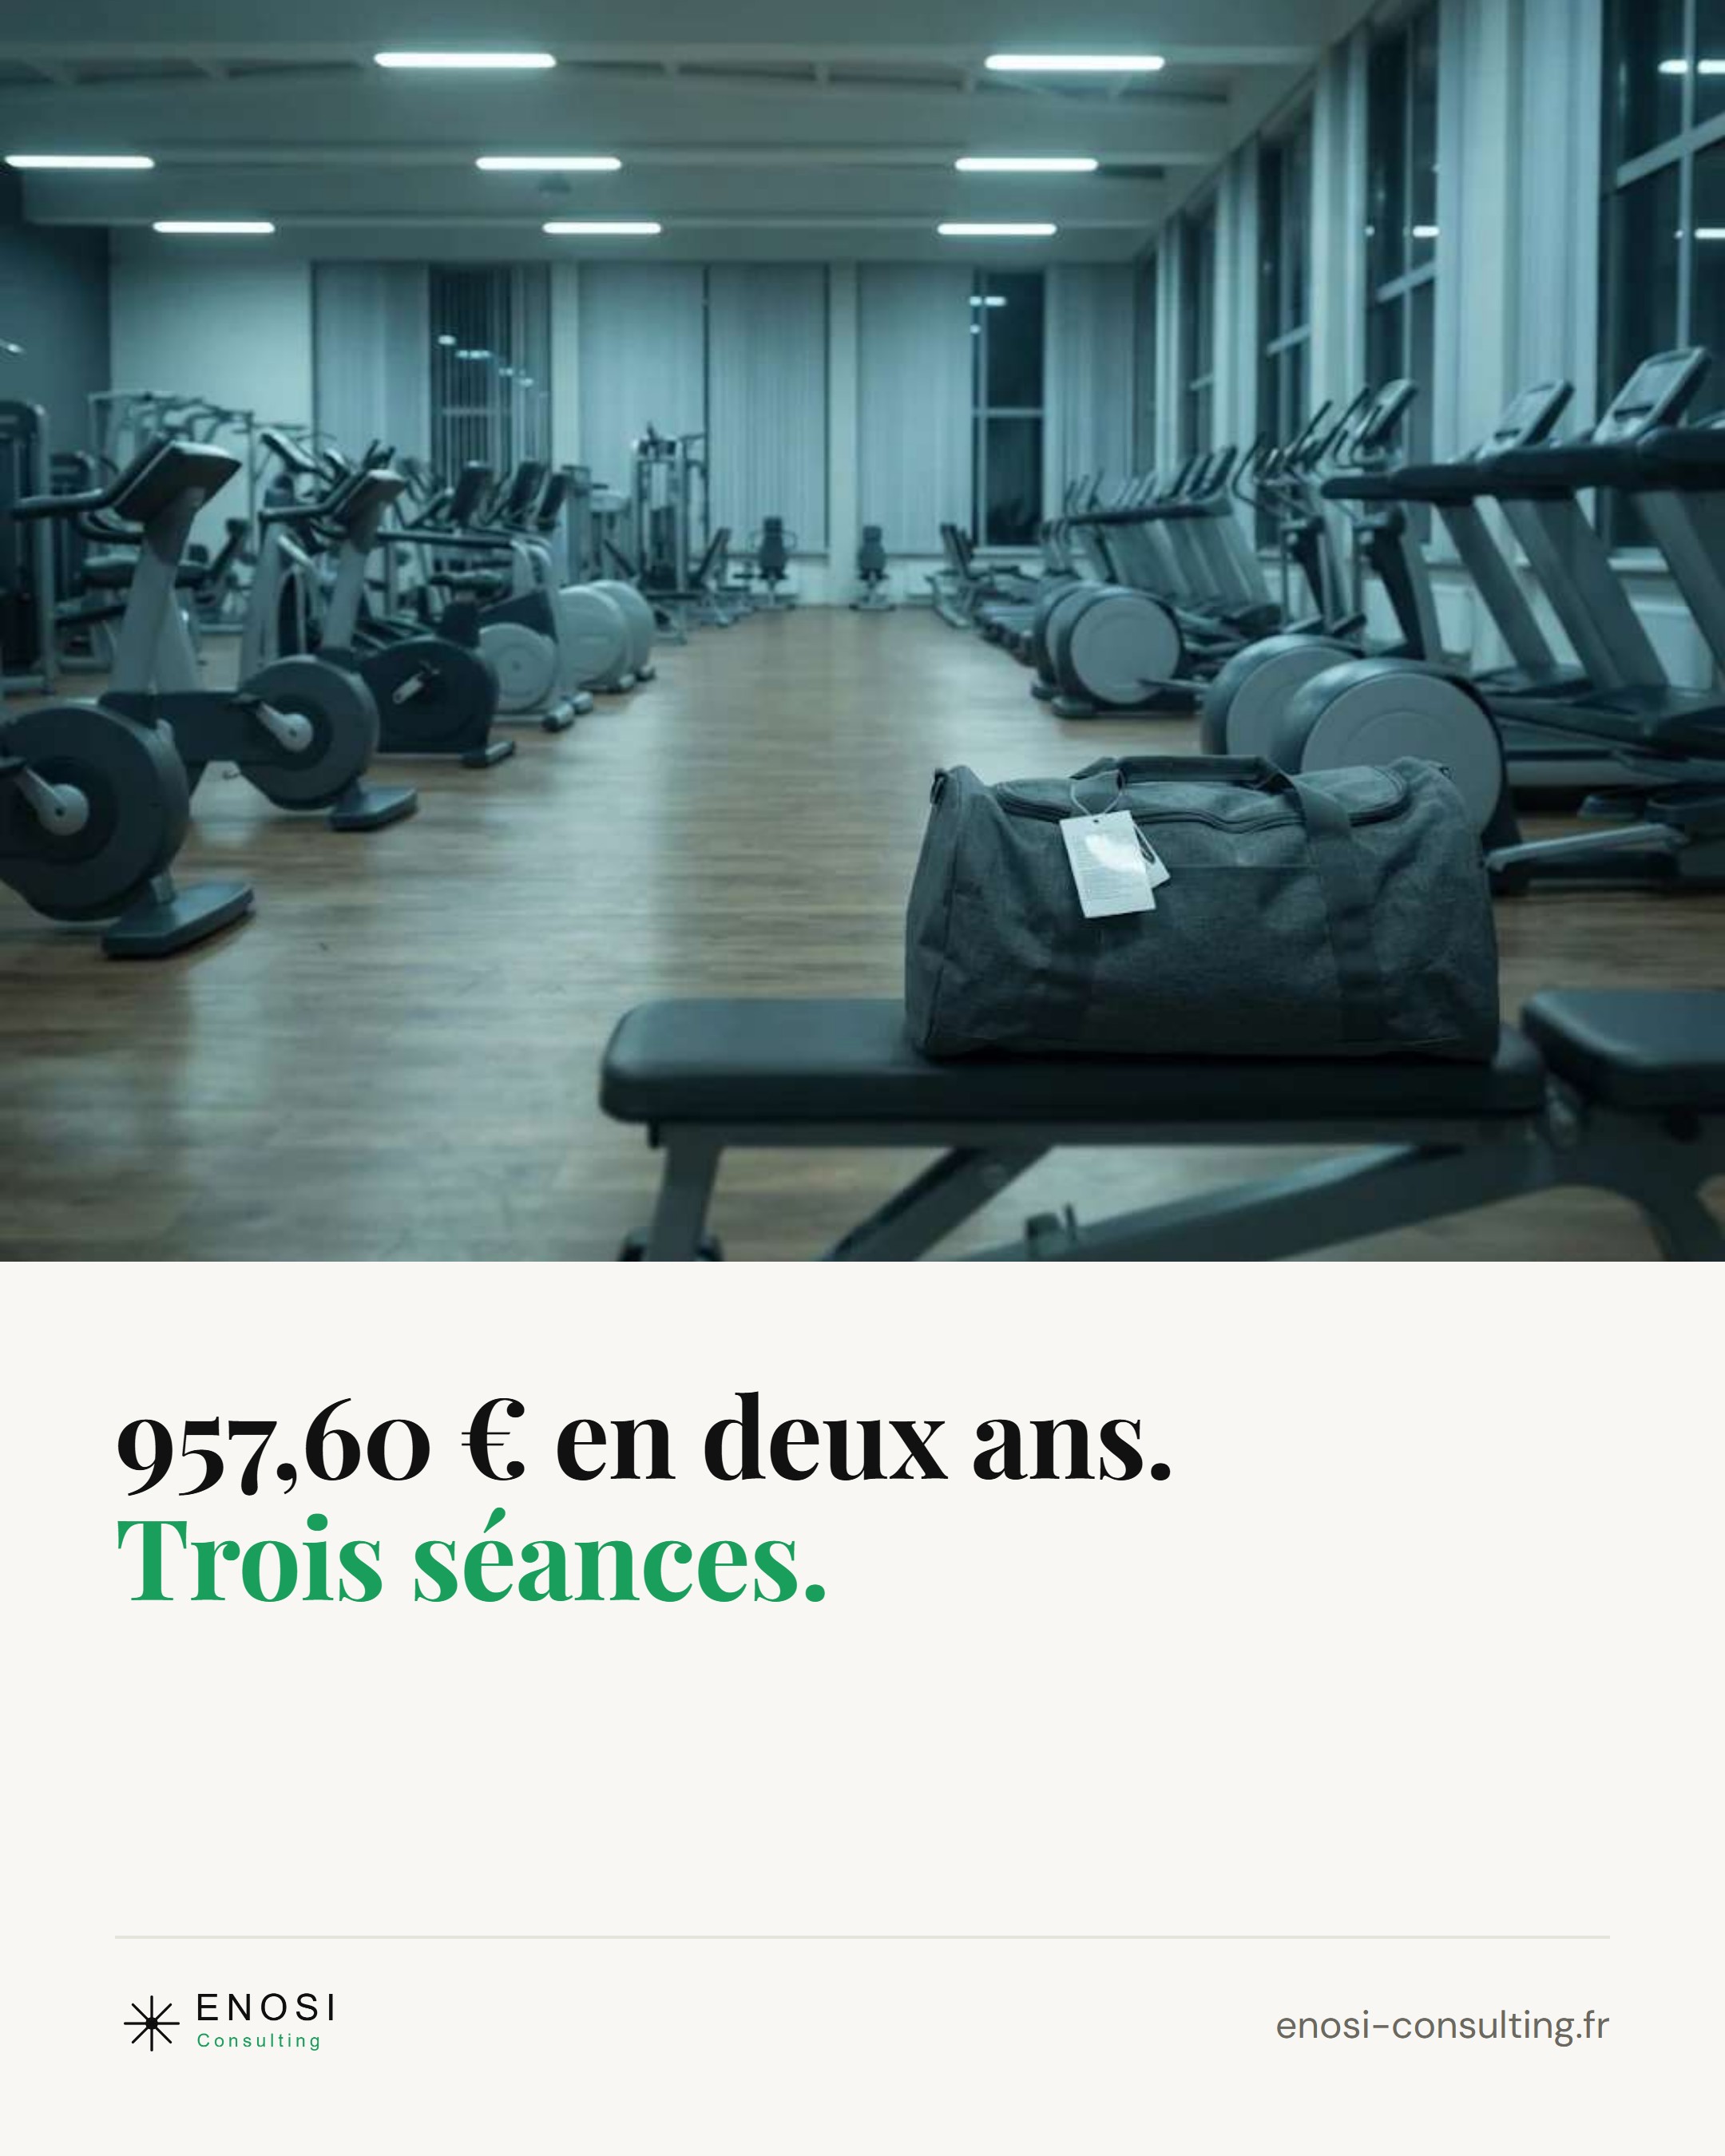 957,60 € en deux ans.
Trois séances.
ENOSI
Consulting
enosi-consulting.fr